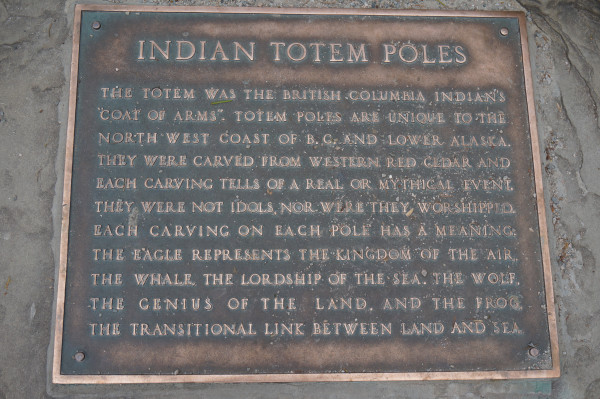 INDIAN TOTEM POLES
THE TOTEM WAS THE BRITISH COLUMBIA INDIAN'S
"COAT OF ARMS". TOTEM POLES ARE UNIQUE TO THE
NORTH WEST COAST OF B.C. AND LOWER ALASKA.
THEY WERE CARVED FROM WESTERN RED CEDAR AND
EACH CARVING TELLS OF A REAL OR MYTHICAL EVENT.
THEY WERE NOT IDOLS, NOR WERE THEY WORSHIPPED.
EACH CARVING ON EACH POLE HAS A MEANING.
THE EAGLE REPRESENTS THE KINGDOM OF THE AIR,
THE WHALE, THE LORDSHIP OF THE SEA. THE WOLF,
THE GENIUS OF THE LAND, AND THE FROG,
THE TRANSITIONAL LINK BETWEEN LAND AND SEA.